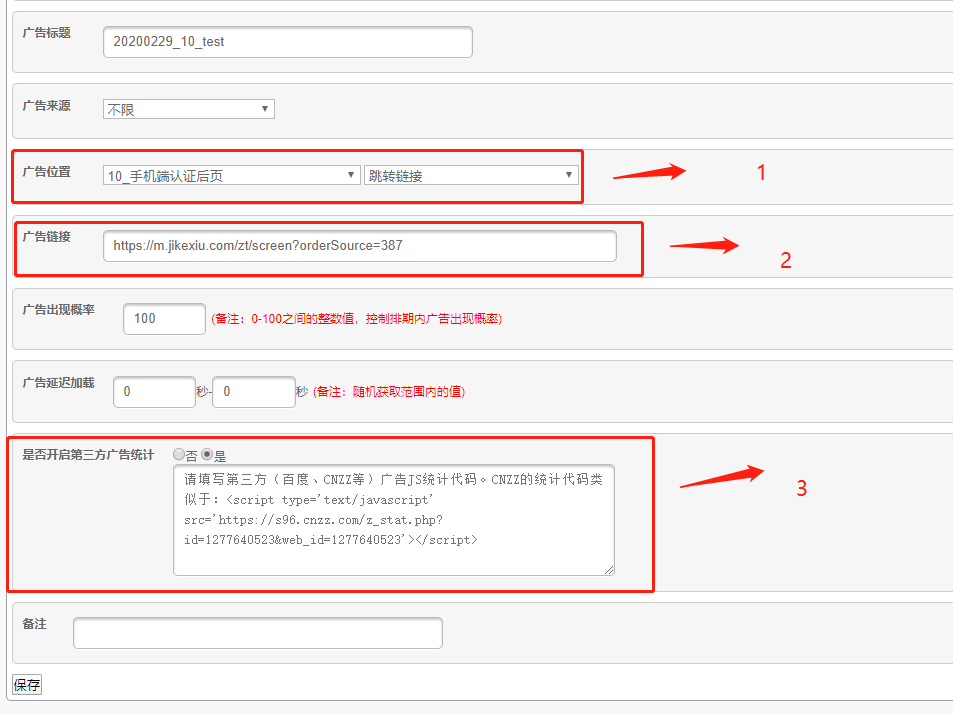 广告标题 20200229_10_test
广告来源 不限
广告位置 10_手机端认证后页 跳转链接 1
广告链接 https://m.jikexiu.com/zt/screen?orderSource=387 2
广告出现概率 100 (备注：0-100之间的整数值，控制排期内广告出现概率)
广告延迟加载 0 秒- 0 秒 (备注：随机获取范围内的值)
是否开启第三方广告统计 否 是
请填写第三方（百度、CNZZ等）广告JS统计代码。CNZZ的统计代码类
似于：<script type='text/javascript'
src='https://s96.cnzz.com/z_stat.php?
id=1277640523&web_id=1277640523'></script>
3
备注
保存